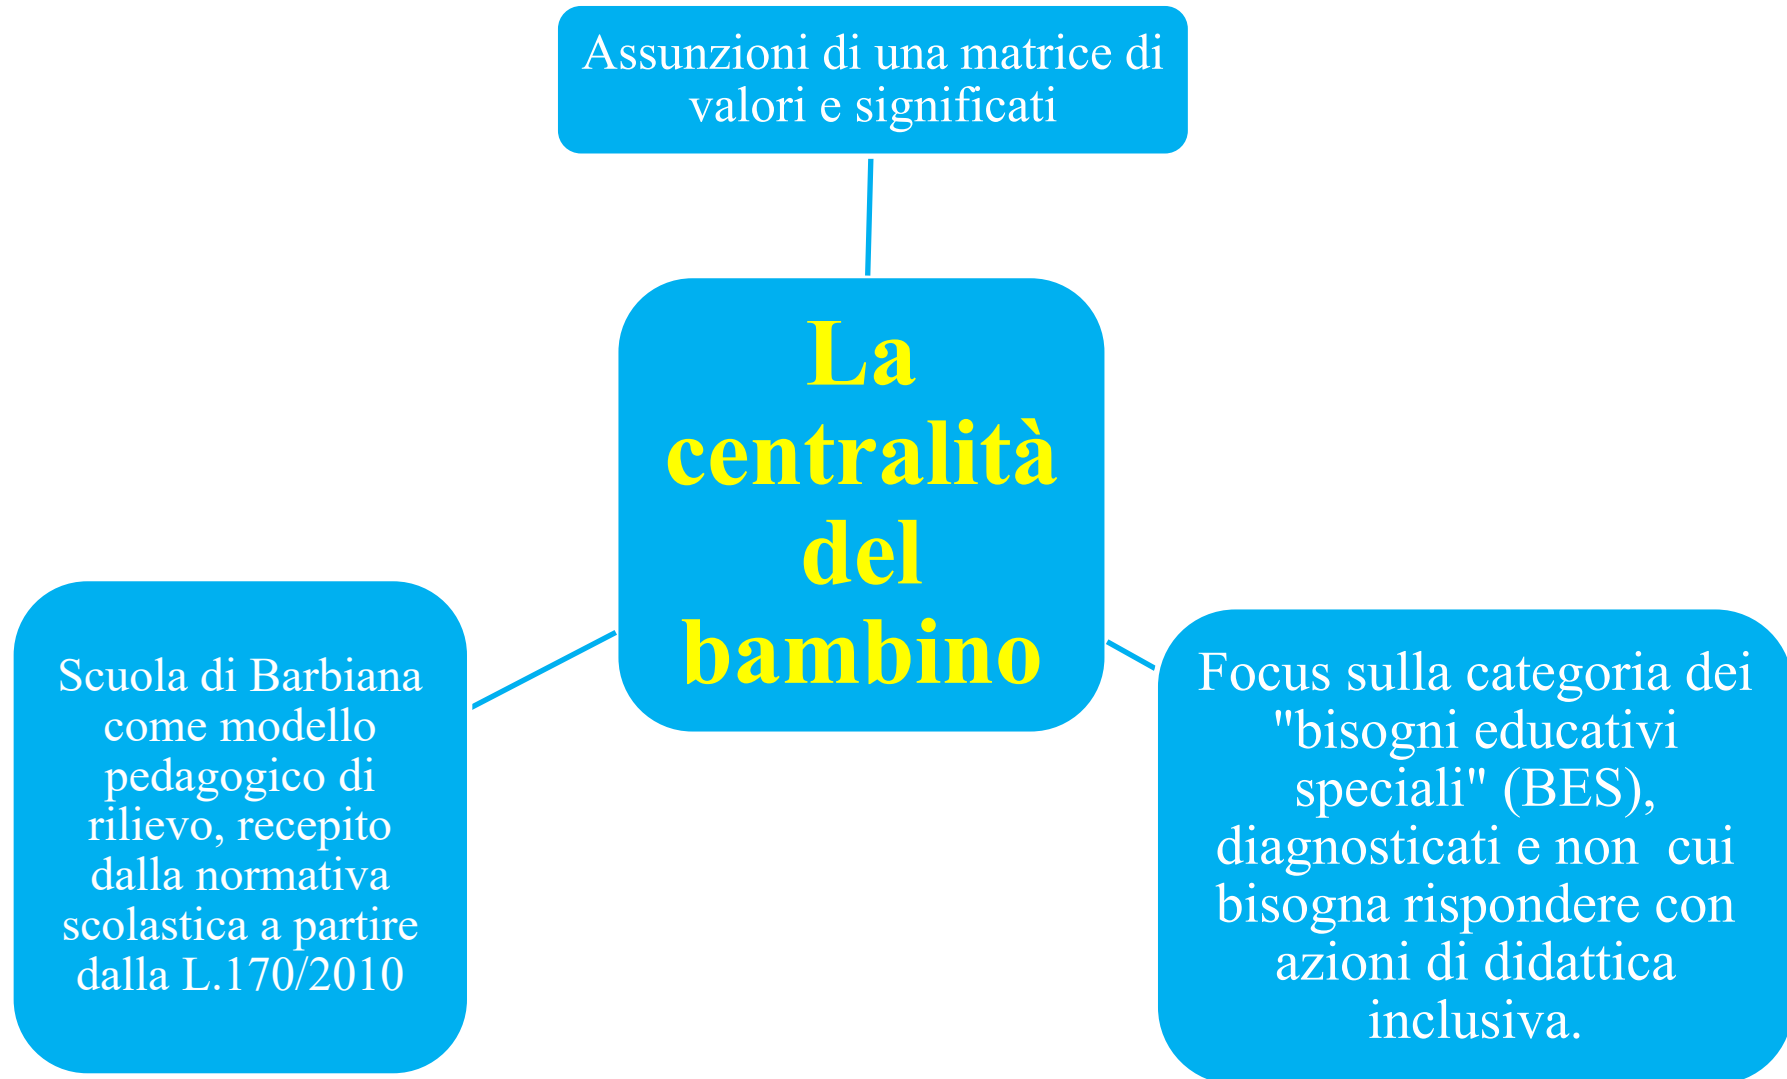 Assunzioni di una matrice di
valori e significati
La
centralità
del
bambino
Scuola di Barbiana
come modello
pedagogico di
rilievo, recepito
dalla normativa
scolastica a partire
dalla L.170/2010
Focus sulla categoria dei
"bisogni educativi
speciali" (BES),
diagnosticati e non  cui
bisogna rispondere con
azioni di didattica
inclusiva.